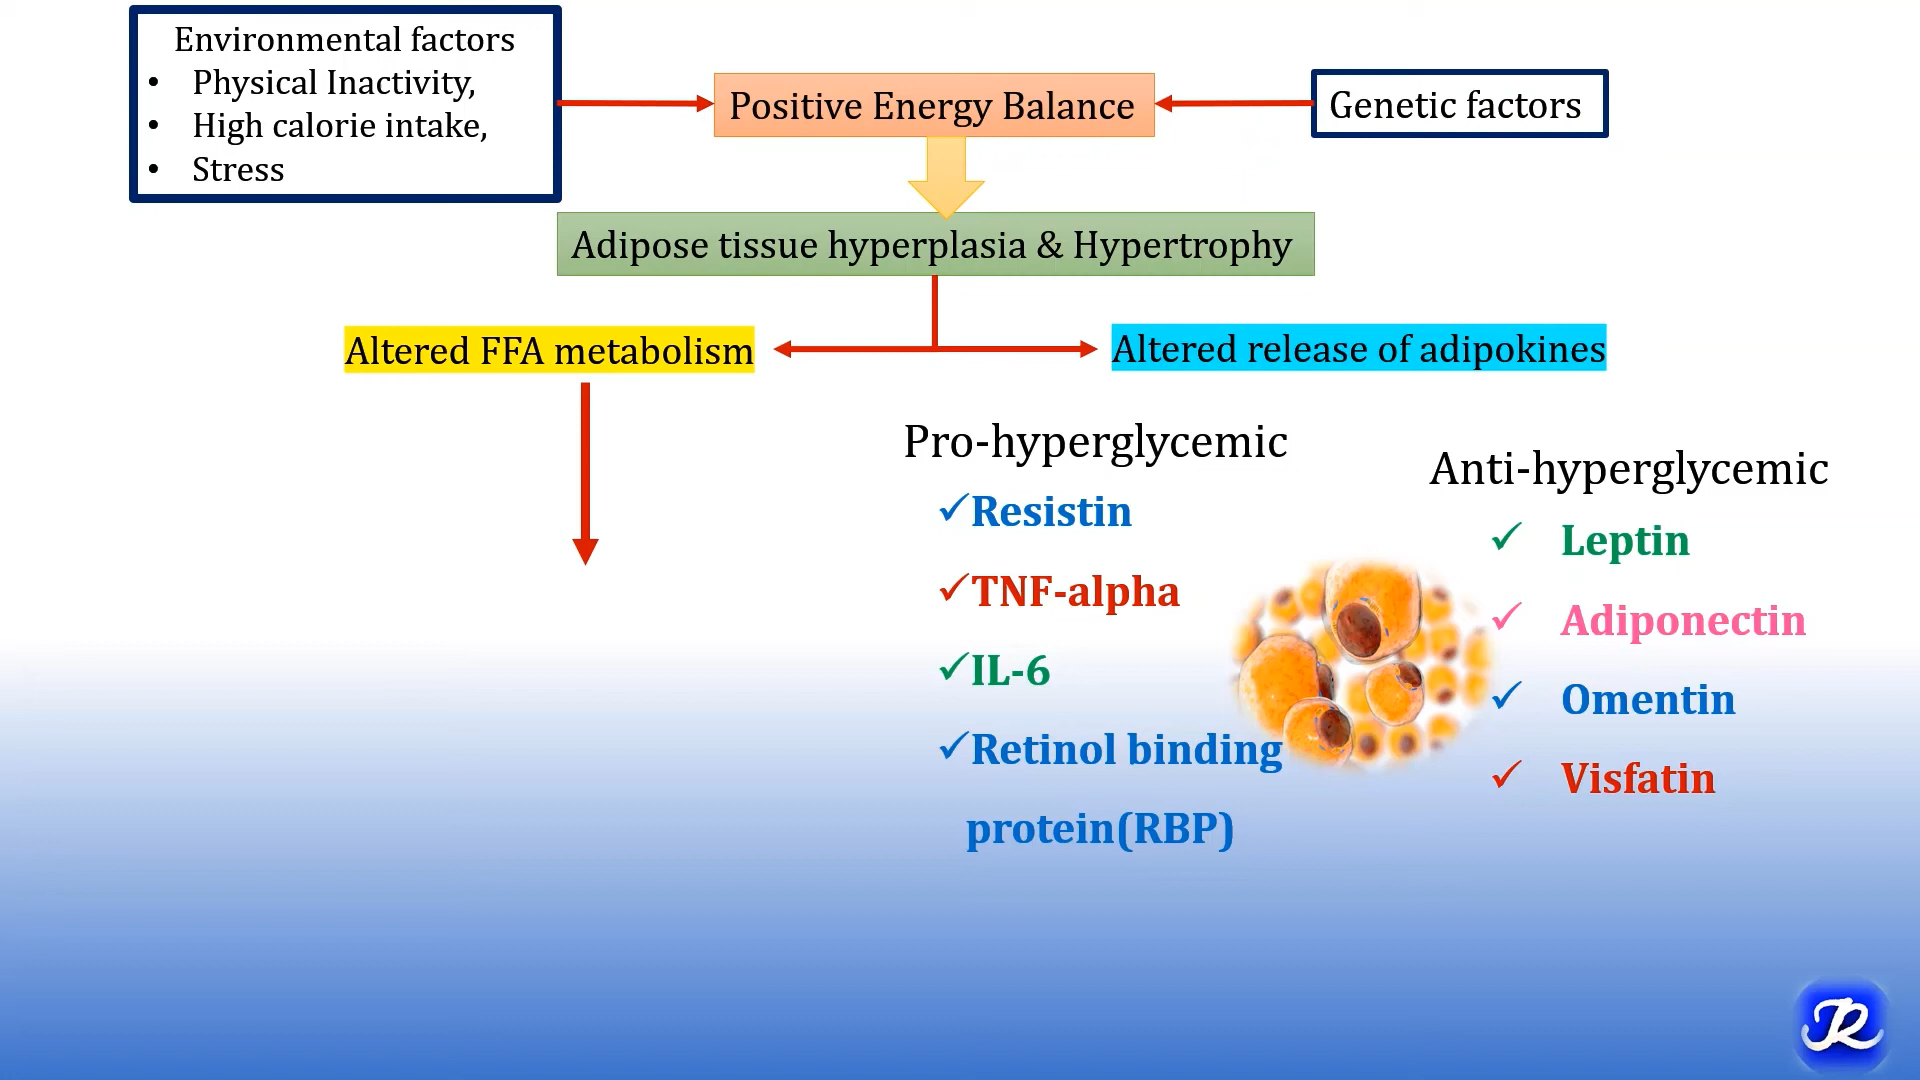 Environmental factors
• Physical Inactivity,
• High calorie intake,
• Stress
Positive Energy Balance
Genetic factors
Adipose tissue hyperplasia & Hypertrophy
Altered FFA metabolism
Altered release of adipokines
Pro-hyperglycemic
✓Resistin
✓TNF-alpha
✓IL-6
✓Retinol binding
protein(RBP)
Anti-hyperglycemic
✓ Leptin
✓ Adiponectin
✓ Omentin
✓ Visfatin
JR